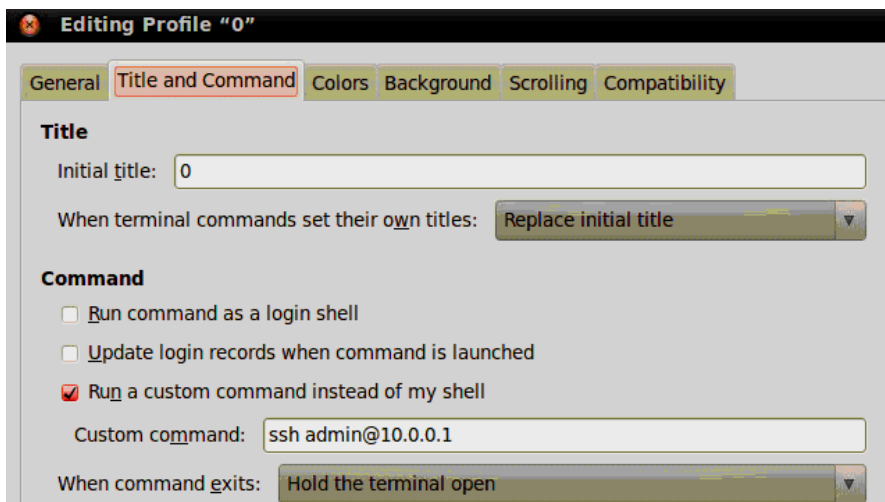 Editing Profile “0”
General Title and Command Colors Background Scrolling Compatibility
Title
Initial title: 0
When terminal commands set their own titles: Replace initial title
Command
Run command as a login shell
Update login records when command is launched
Run a custom command instead of my shell
Custom command: ssh admin@10.0.0.1
When command exits: Hold the terminal open